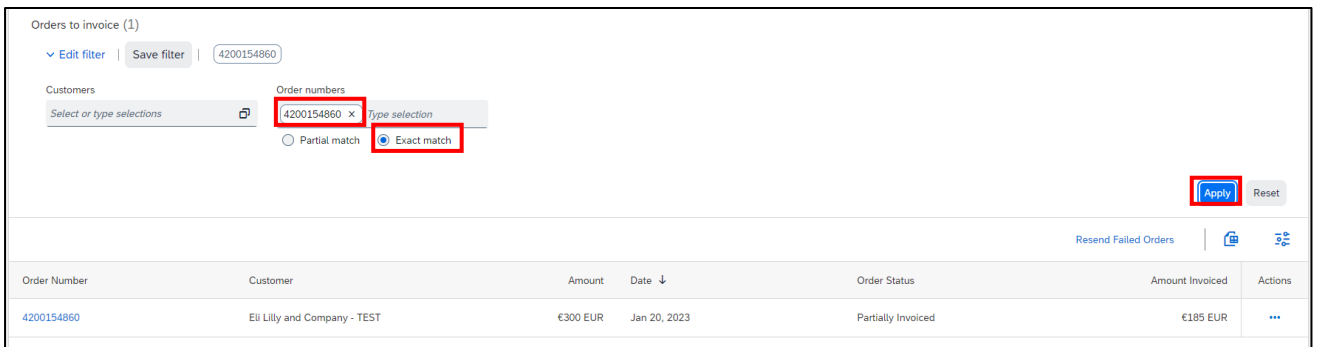 Orders to invoice (1)
Edit filter | Save filter | 4200154860
Customers Order numbers
Select or type selections 4200154860 × Type selection
Partial match Exact match
Apply Reset
Resend Failed Orders
Order Number Customer Amount Date ↓ Order Status Amount Invoiced Actions
4200154860 Eli Lilly and Company - TEST €300 EUR Jan 20, 2023 Partially Invoiced €185 EUR •••